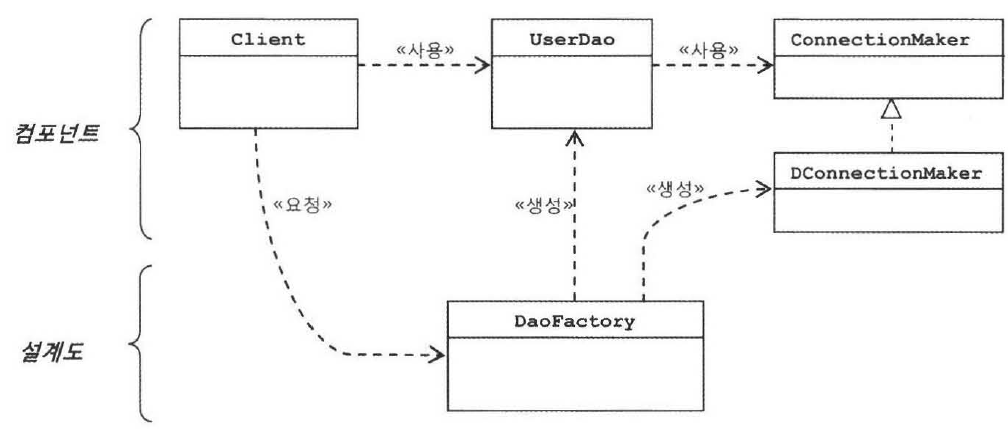 Client
UserDao
ConnectionMaker
«사용»
«사용»
컴포넌트
DConnectionMaker
«요청»
«생성»
«생성»
DaoFactory
설계도